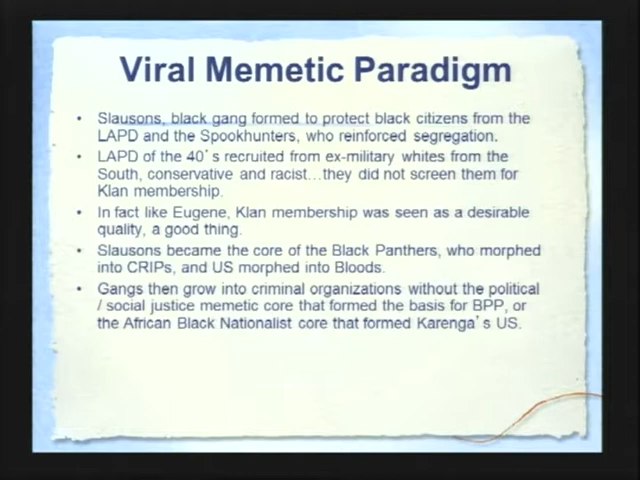 Viral Memetic Paradigm
• Slausons, black gang formed to protect black citizens from the
LAPD and the Spookhunters, who reinforced segregation.
• LAPD of the 40's recruited from ex-military whites from the
South, conservative and racist...they did not screen them for
Klan membership.
• In fact like Eugene, Klan membership was seen as a desirable
quality, a good thing.
• Slausons became the core of the Black Panthers, who morphed
into CRIPs, and US morphed into Bloods.
• Gangs then grow into criminal organizations without the political
/ social justice memetic core that formed the basis for BPP, or
the African Black Nationalist core that formed Karenga's US.